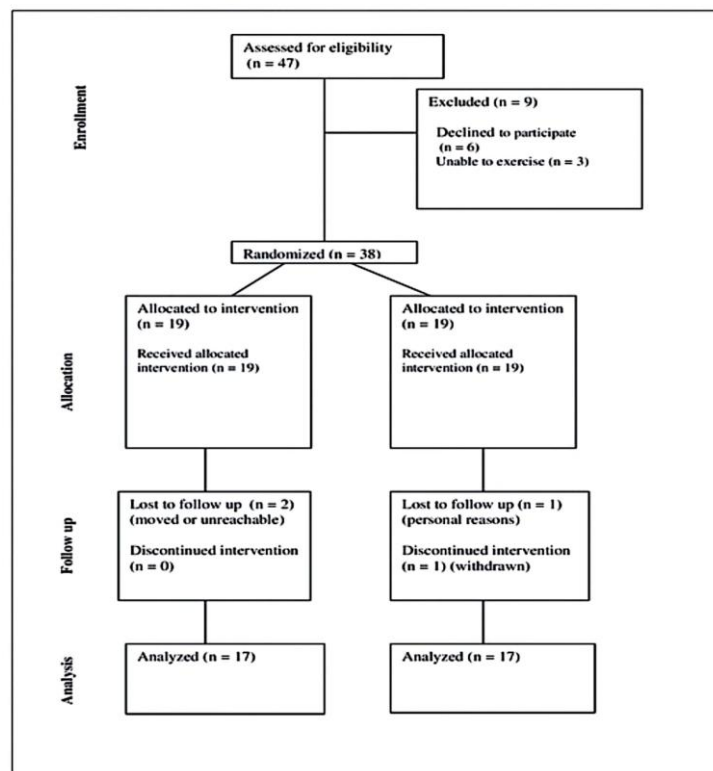 Assessed for eligibility
(n = 47)
Enrollment
Excluded (n = 9)
Declined to participate
(n = 6)
Unable to exercise (n = 3)
Randomized (n = 38)
Allocation
Allocated to intervention
(n = 19)
Received allocated
intervention (n = 19)
Allocated to intervention
(n = 19)
Received allocated
intervention (n = 19)
Follow up
Lost to follow up (n = 2)
(moved or unreachable)
Discontinued intervention
(n = 0)
Lost to follow up (n = 1)
(personal reasons)
Discontinued intervention
(n = 1) (withdrawn)
Analysis
Analyzed (n = 17)
Analyzed (n = 17)